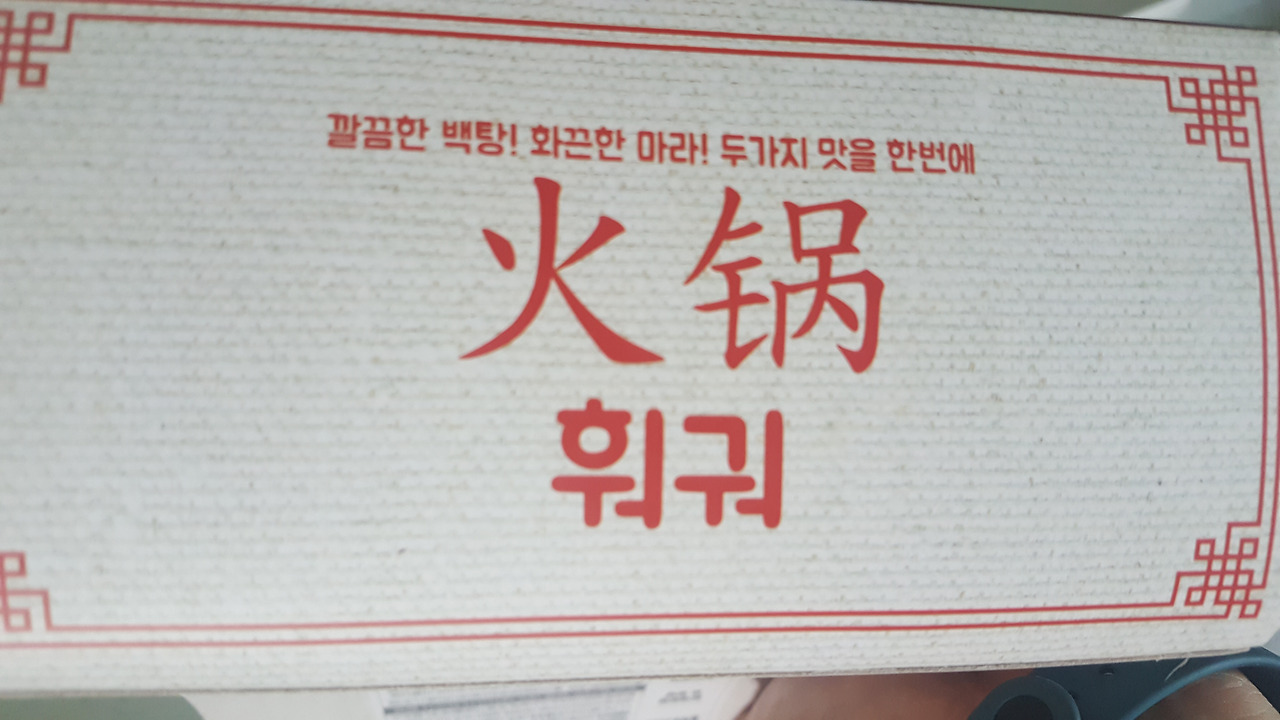 깔끔한 백탕! 화끈한 마라! 두가지 맛을 한번에
火锅
훠궈